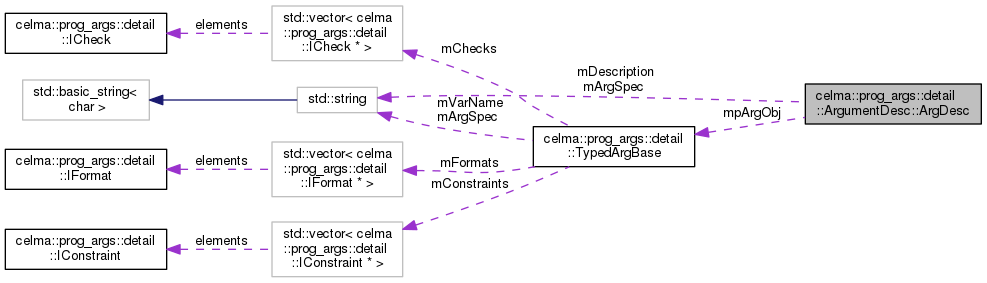 celma::prog_args::detail
::ICheck
elements
std::vector< celma
::prog_args::detail
::ICheck * >
mChecks
std::basic_string<
char >
std::string
mDescription
mArgSpec
mVarName
mArgSpec
celma::prog_args::detail
::ArgumentDesc::ArgDesc
mpArgObj
celma::prog_args::detail
::TypedArgBase
celma::prog_args::detail
::IFormat
elements
std::vector< celma
::prog_args::detail
::IFormat * >
mFormats
mConstraints
celma::prog_args::detail
::IConstraint
elements
std::vector< celma
::prog_args::detail
::IConstraint * >